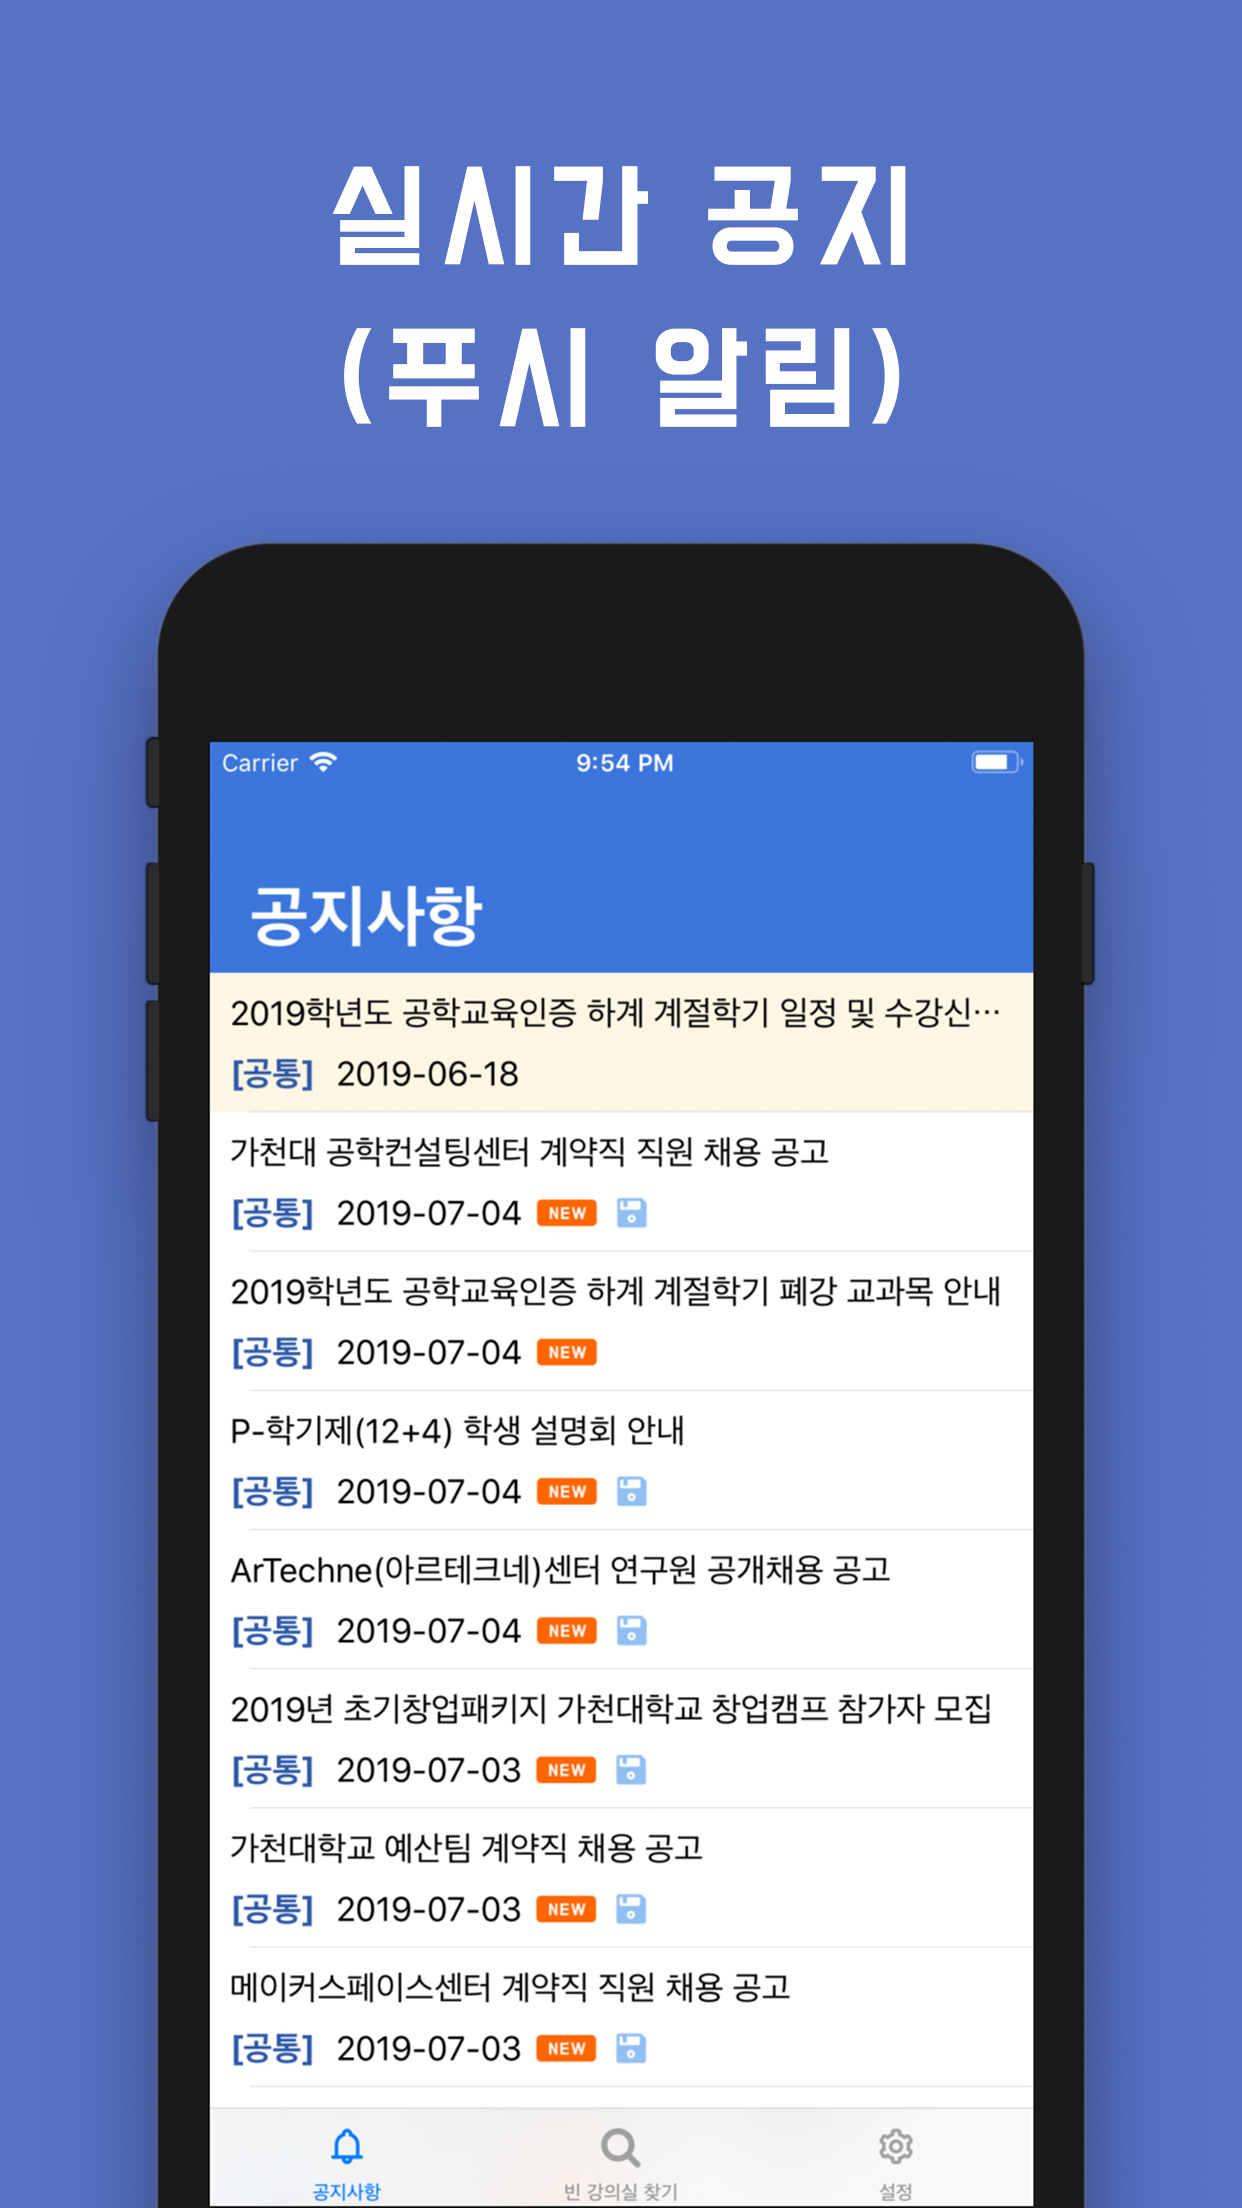 실시간 공지
(푸시 알림)
Carrier 9:54 PM
공지사항
2019학년도 공학교육인증 하계 계절학기 일정 및 수강신…
[공통] 2019-06-18
가천대 공학컨설팅센터 계약직 직원 채용 공고
[공통] 2019-07-04 NEW
2019학년도 공학교육인증 하계 계절학기 폐강 교과목 안내
[공통] 2019-07-04 NEW
P-학기제(12+4) 학생 설명회 안내
[공통] 2019-07-04 NEW
ArTechne(아르테크네)센터 연구원 공개채용 공고
[공통] 2019-07-04 NEW
2019년 초기창업패키지 가천대학교 창업캠프 참가자 모집
[공통] 2019-07-03 NEW
가천대학교 예산팀 계약직 채용 공고
[공통] 2019-07-03 NEW
메이커스페이스센터 계약직 직원 채용 공고
[공통] 2019-07-03 NEW
공지사항 빈 강의실 찾기 설정